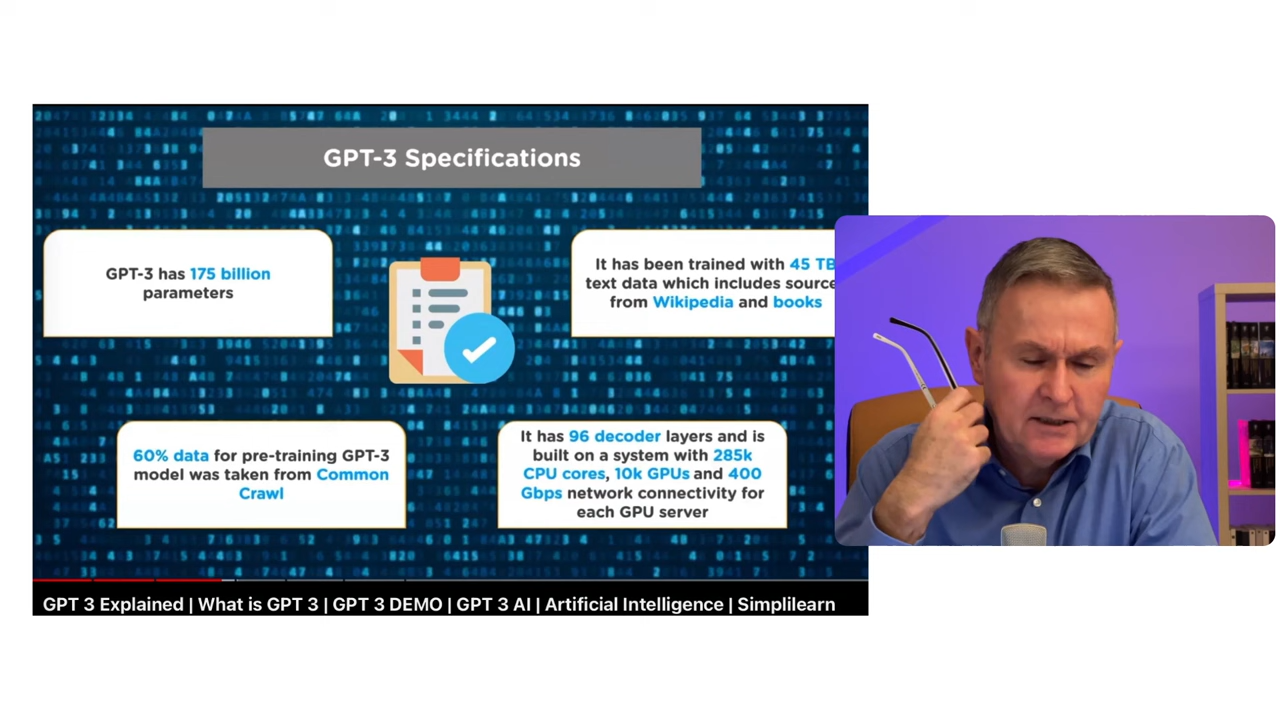 GPT-3 Specifications
GPT-3 has 175 billion
parameters
It has been trained with 45 TB
text data which includes source
from Wikipedia and books
60% data for pre-training GPT-3
model was taken from Common
Crawl
It has 96 decoder layers and is
built on a system with 285k
CPU cores, 10k GPUs and 400
Gbps network connectivity for
each GPU server
GPT 3 Explained | What is GPT 3 | GPT 3 DEMO | GPT 3 AI | Artificial Intelligence | Simplilearn